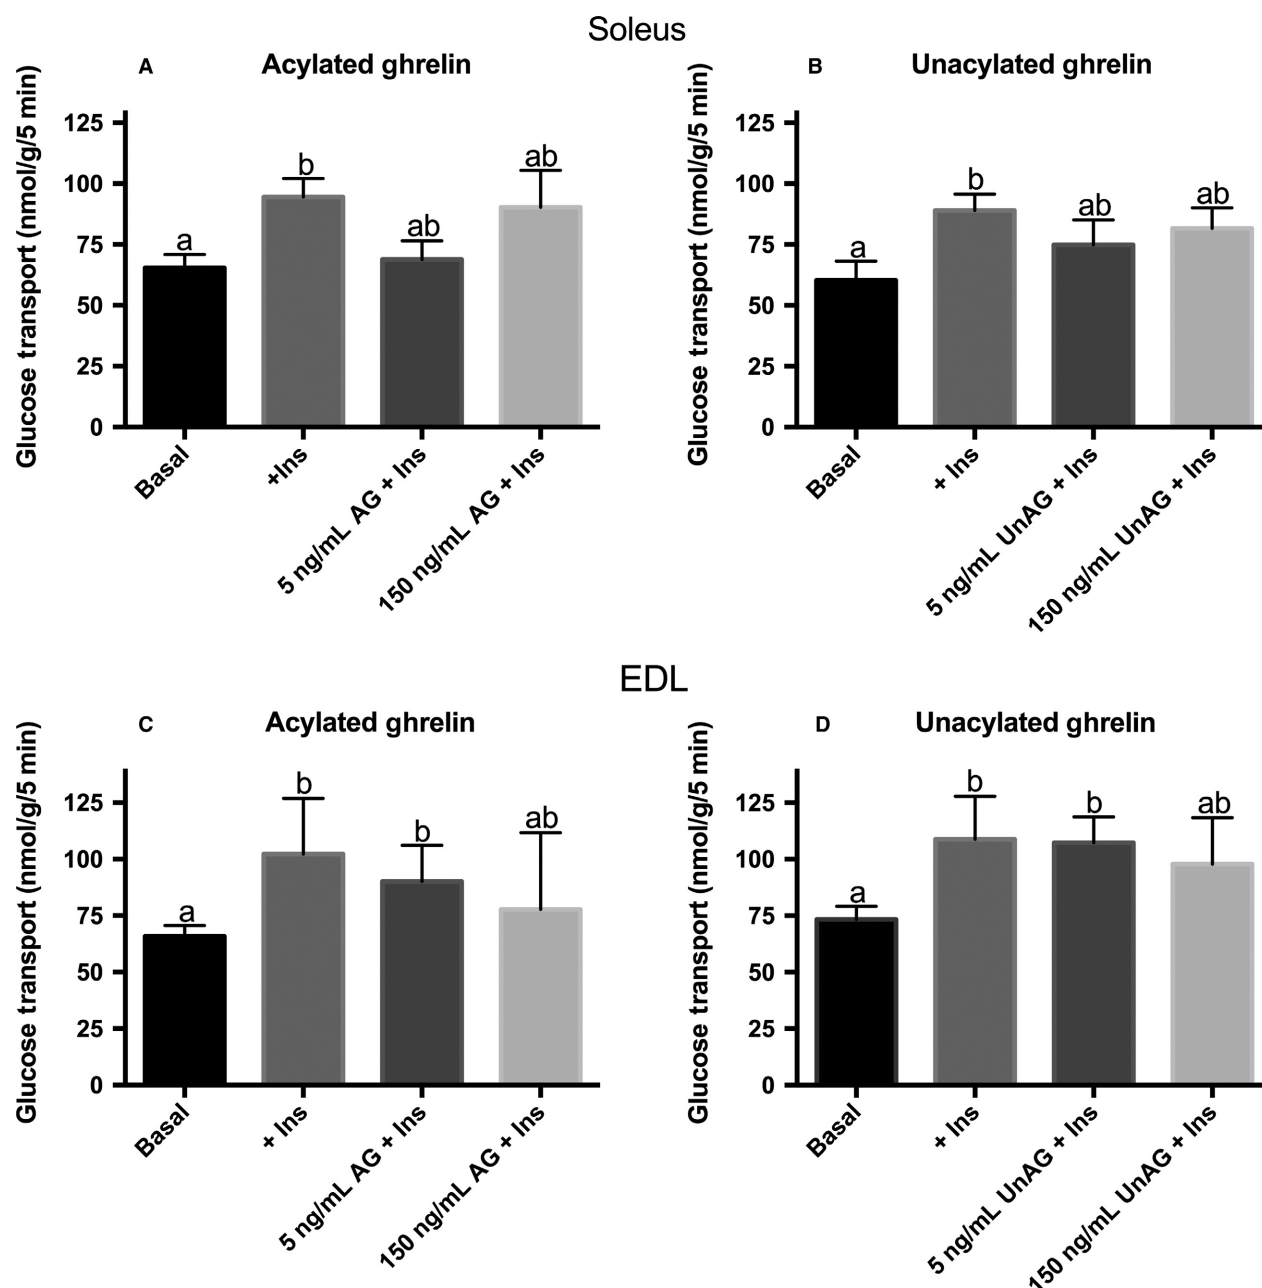 Soleus
A Acylated ghrelin
Glucose transport (nmol/g/5 min)
125
100
75
50
25
0
a
b
ab
ab
Basal
+Ins
5 ng/mL AG + Ins
150 ng/mL AG + Ins
B Unacylated ghrelin
Glucose transport (nmol/g/5 min)
125
100
75
50
25
0
a
b
ab
ab
Basal
+ Ins
5 ng/mL UnAG + Ins
150 ng/mL UnAG + Ins
EDL
C Acylated ghrelin
Glucose transport (nmol/g/5 min)
125
100
75
50
25
0
a
b
b
ab
Basal
+ Ins
5 ng/mL AG + Ins
150 ng/mL AG + Ins
D Unacylated ghrelin
Glucose transport (nmol/g/5 min)
125
100
75
50
25
0
a
b
b
ab
Basal
+ Ins
5 ng/mL UnAG + Ins
150 ng/mL UnAG + Ins